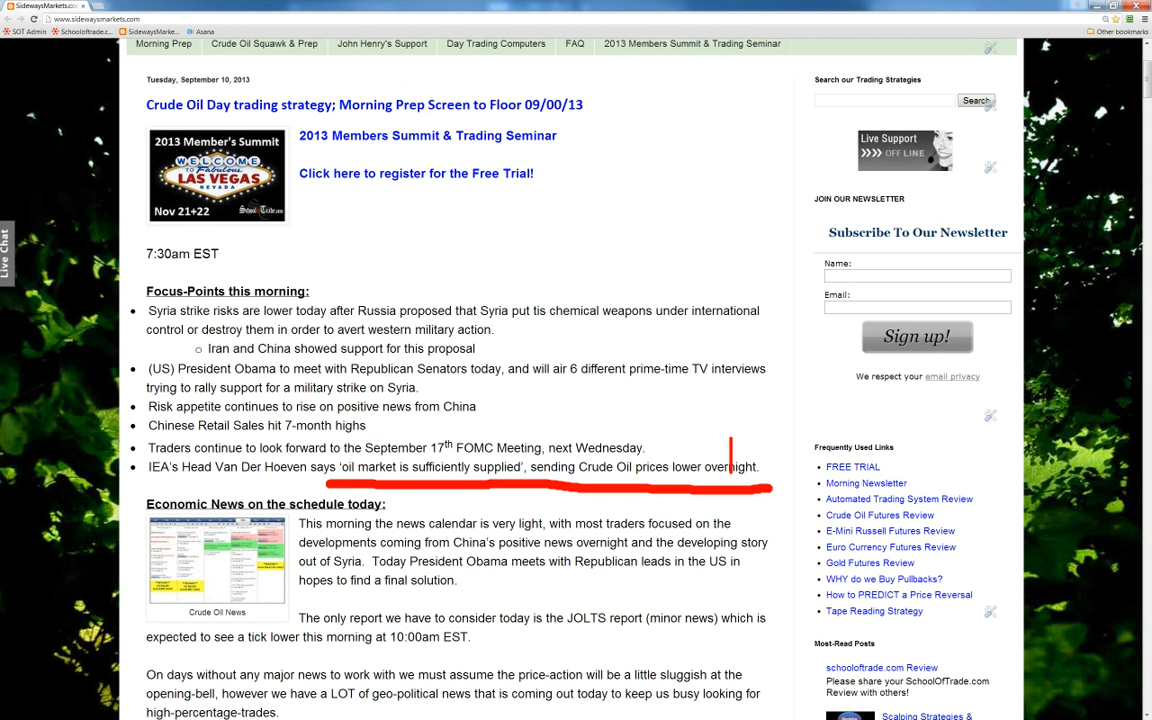 SidewaysMarkets.com
www.sidewaysmarkets.com
SOT Admin
Schooloftrade.c...
SidewaysMarke...
Asana
Other bookmarks
Morning Prep
Crude Oil Squawk & Prep
John Henry's Support
Day Trading Computers
FAQ
2013 Members Summit & Trading Seminar
Tuesday, September 10, 2013
Crude Oil Day trading strategy; Morning Prep Screen to Floor 09/00/13
2013 Member's Summit
WELCOME
TO Fabulous
LAS VEGAS
NEVADA
Nov 21+22
2013 Members Summit & Trading Seminar
Click here to register for the Free Trial!
7:30am EST
Focus-Points this morning:
Syria strike risks are lower today after Russia proposed that Syria put tis chemical weapons under international
control or destroy them in order to avert western military action.
Iran and China showed support for this proposal
(US) President Obama to meet with Republican Senators today, and will air 6 different prime-time TV interviews
trying to rally support for a military strike on Syria.
Risk appetite continues to rise on positive news from China
Chinese Retail Sales hit 7-month highs
Traders continue to look forward to the September 17th FOMC Meeting, next Wednesday.
IEA's Head Van Der Hoeven says 'oil market is sufficiently supplied', sending Crude Oil prices lower overnight.
Economic News on the schedule today:
Crude Oil News
This morning the news calendar is very light, with most traders focused on the
developments coming from China's positive news overnight and the developing story
out of Syria. Today President Obama meets with Republican leads in the US in
hopes to find a final solution.
The only report we have to consider today is the JOLTS report (minor news) which is
expected to see a tick lower this morning at 10:00am EST.
On days without any major news to work with we must assume the price-action will be a little sluggish at the
opening-bell, however we have a LOT of geo-political news that is coming out today to keep us busy looking for
high-percentage-trades.
Live Chat
Search our Trading Strategies
Search
Live Support
>>> OFF LINE
JOIN OUR NEWSLETTER
Subscribe To Our Newsletter
Name:
Email:
Sign up!
We respect your email privacy
Frequently Used Links
FREE TRIAL
Morning Newsletter
Automated Trading System Review
Crude Oil Futures Review
E-Mini Russell Futures Review
Euro Currency Futures Review
Gold Futures Review
WHY do we Buy Pullbacks?
How to PREDICT a Price Reversal
Tape Reading Strategy
Most-Read Posts
schooloftrade.com Review
Please share your SchoolOfTrade.com
Review with others!
Scalping Strategies &